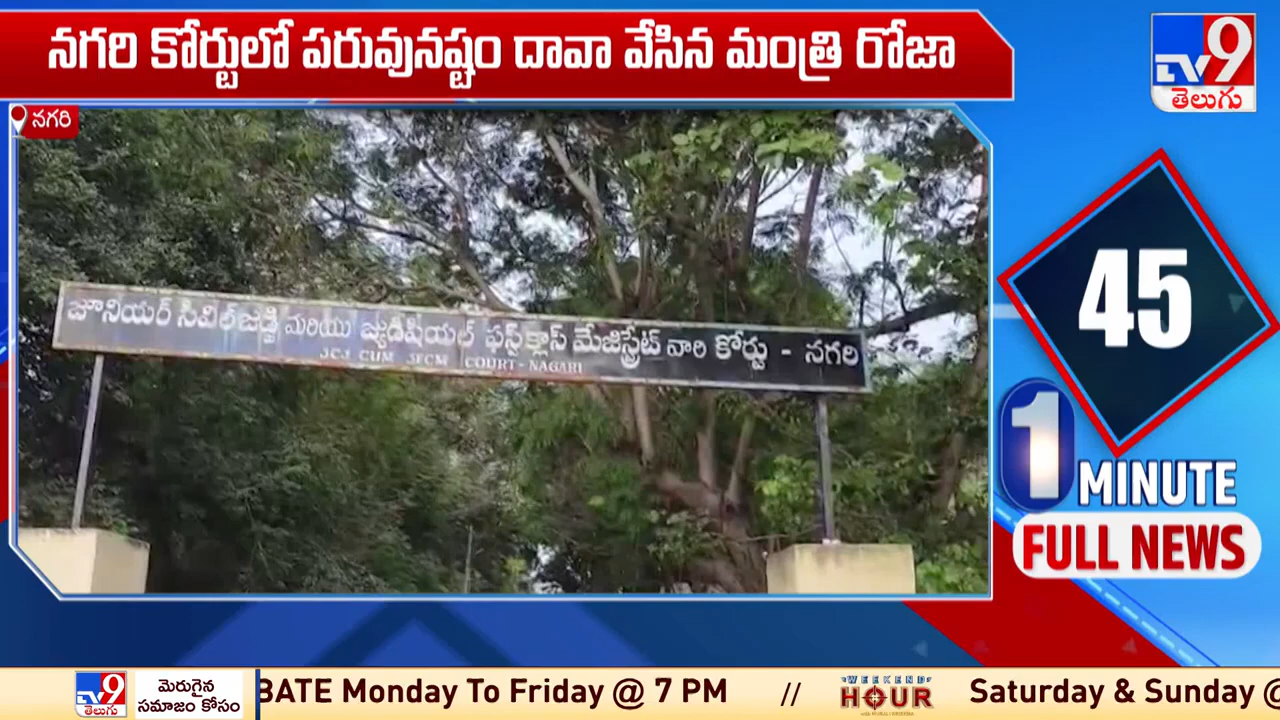 నగరి కోర్టులో పరువునష్టం దావా వేసిన మంత్రి రోజా
TV9
తెలుగు
నగరి
జూనియర్ సివిల్‌జడ్జి మరియు జ్యుడీషియల్ ఫస్ట్‌క్లాస్ మేజిస్ట్రేట్ వారి కోర్టు - నగరి
JCJ CUM JFCM COURT - NAGARI
45
1 MINUTE
FULL NEWS
TV9
తెలుగు
మెరుగైన
సమాజం కోసం
BATE Monday To Friday @ 7 PM // WEEKEND HOUR Saturday & Sunday @